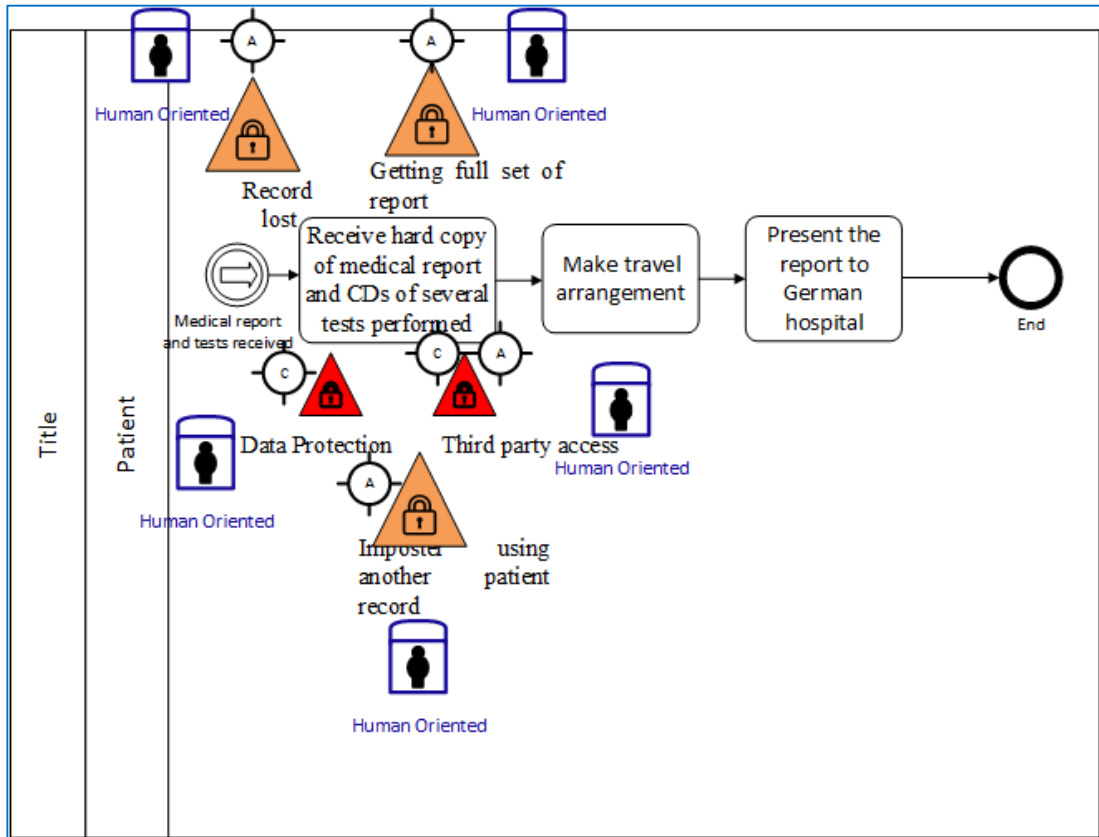 Title
Patient
A
A
Human Oriented
Human Oriented
Record
lost
Getting full set of
report
Medical report
and tests received
Receive hard copy
of medical report
and CDs of several
tests performed
Make travel
arrangement
Present the
report to
German
hospital
End
C
C
A
Data Protection
Third party access
Human Oriented
Human Oriented
A
Imposter using
another patient
record
Human Oriented